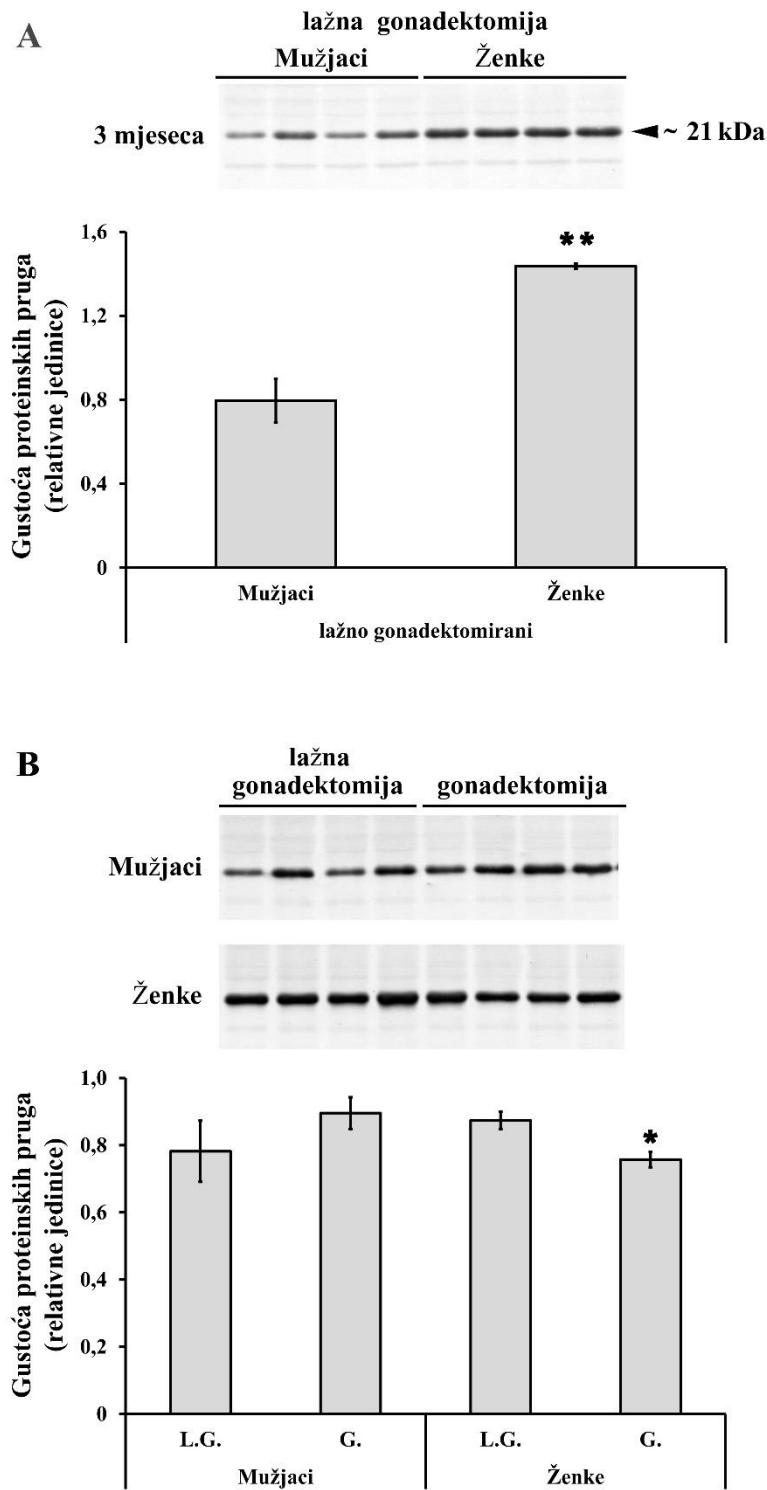 A
lažna gonadektomija
Mužjaci Ženke
3 mjeseca
~ 21 kDa
Gustoća proteinskih pruga
(relativne jedinice)
1,6
1,2
0,8
0,4
0
**
Mužjaci Ženke
lažno gonadektomirani
B
lažna
gonadektomija gonadektomija
Mužjaci
Ženke
Gustoća proteinskih pruga
(relativne jedinice)
1,0
0,8
0,6
0,4
0,2
0
*
L.G. G. L.G. G.
Mužjaci Ženke